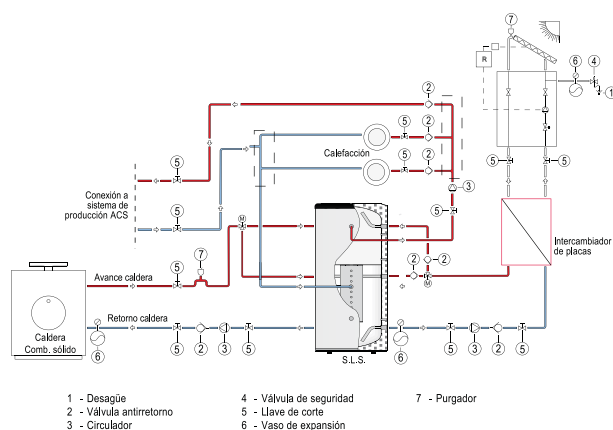 7
6
4
R
1
2
5
2
Calefacción
5
2
5
5
5
3
5
5
Conexión a
sistema de
producción ACS
5
M
7
Avance caldera
5
2
2
M
Intercambiador
de placas
Retorno caldera
Caldera
Comb. sólido
6
5
2
3
5
S.L.S.
6
5
3
2
5
1 - Desagüe
2 - Válvula antirretorno
3 - Circulador
4 - Válvula de seguridad
5 - Llave de corte
6 - Vaso de expansión
7 - Purgador